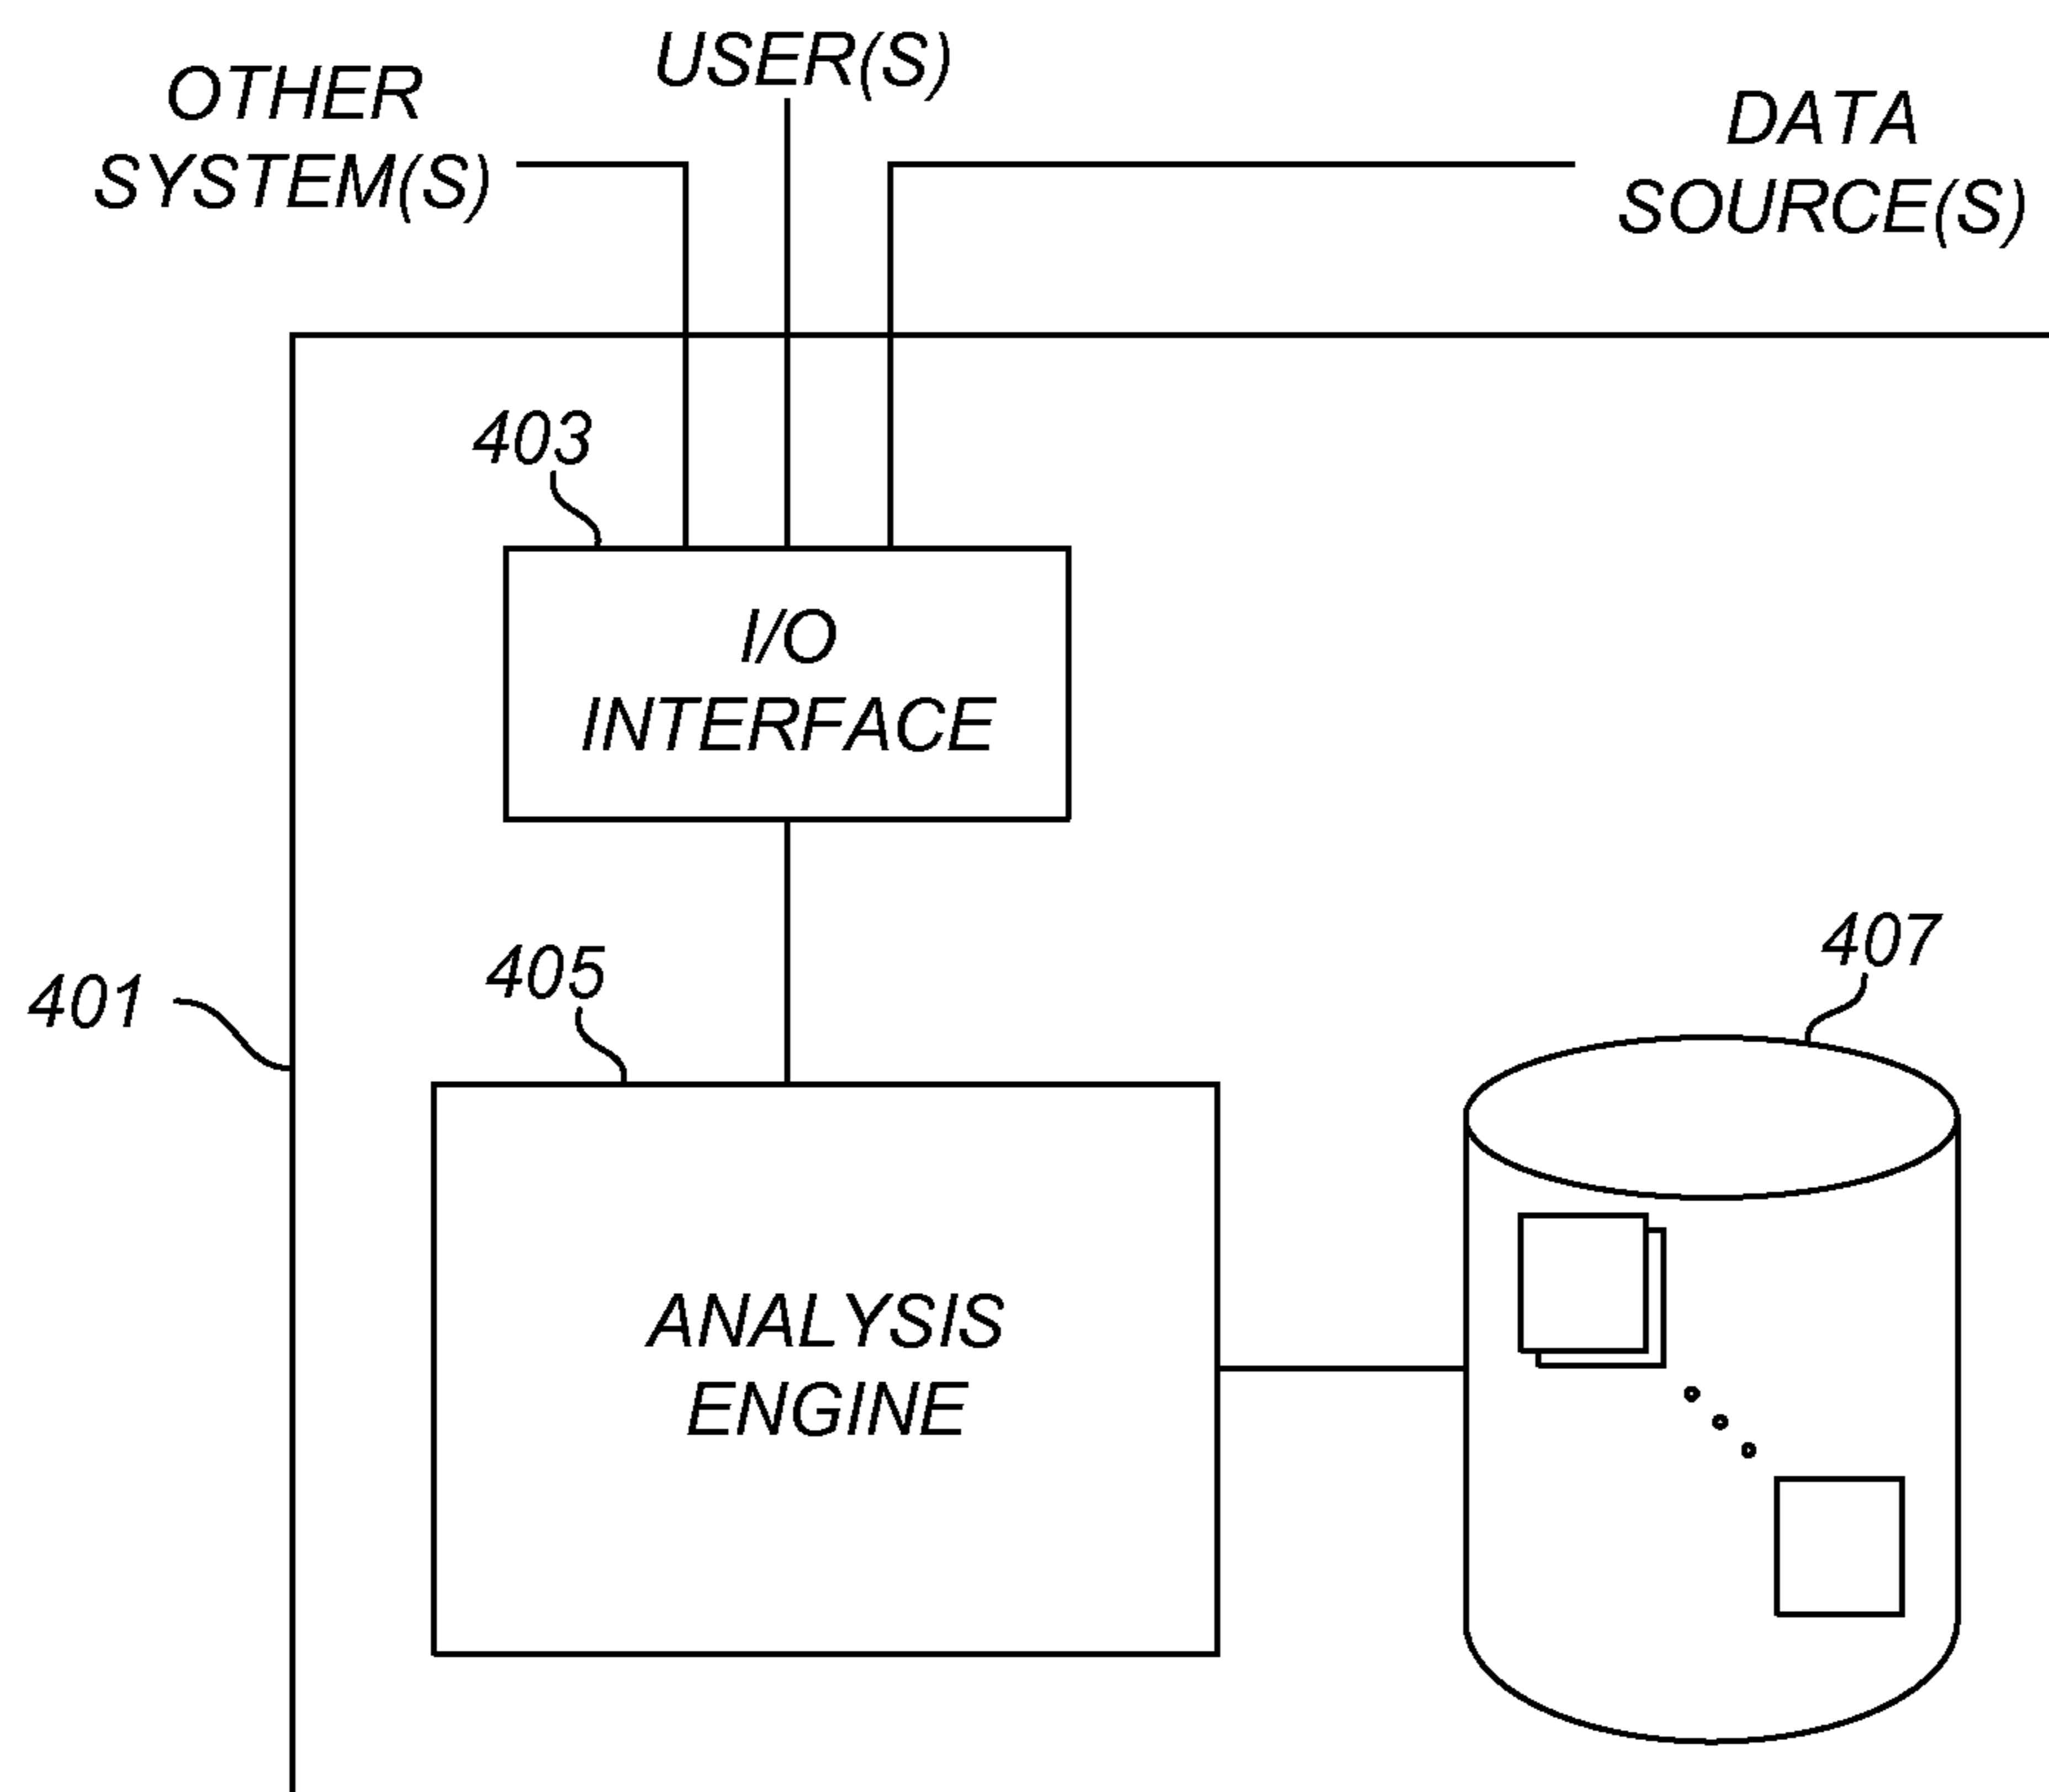 USER(S)
OTHER
SYSTEM(S)
DATA
SOURCE(S)
403
I/O
INTERFACE
405
407
401
ANALYSIS
ENGINE